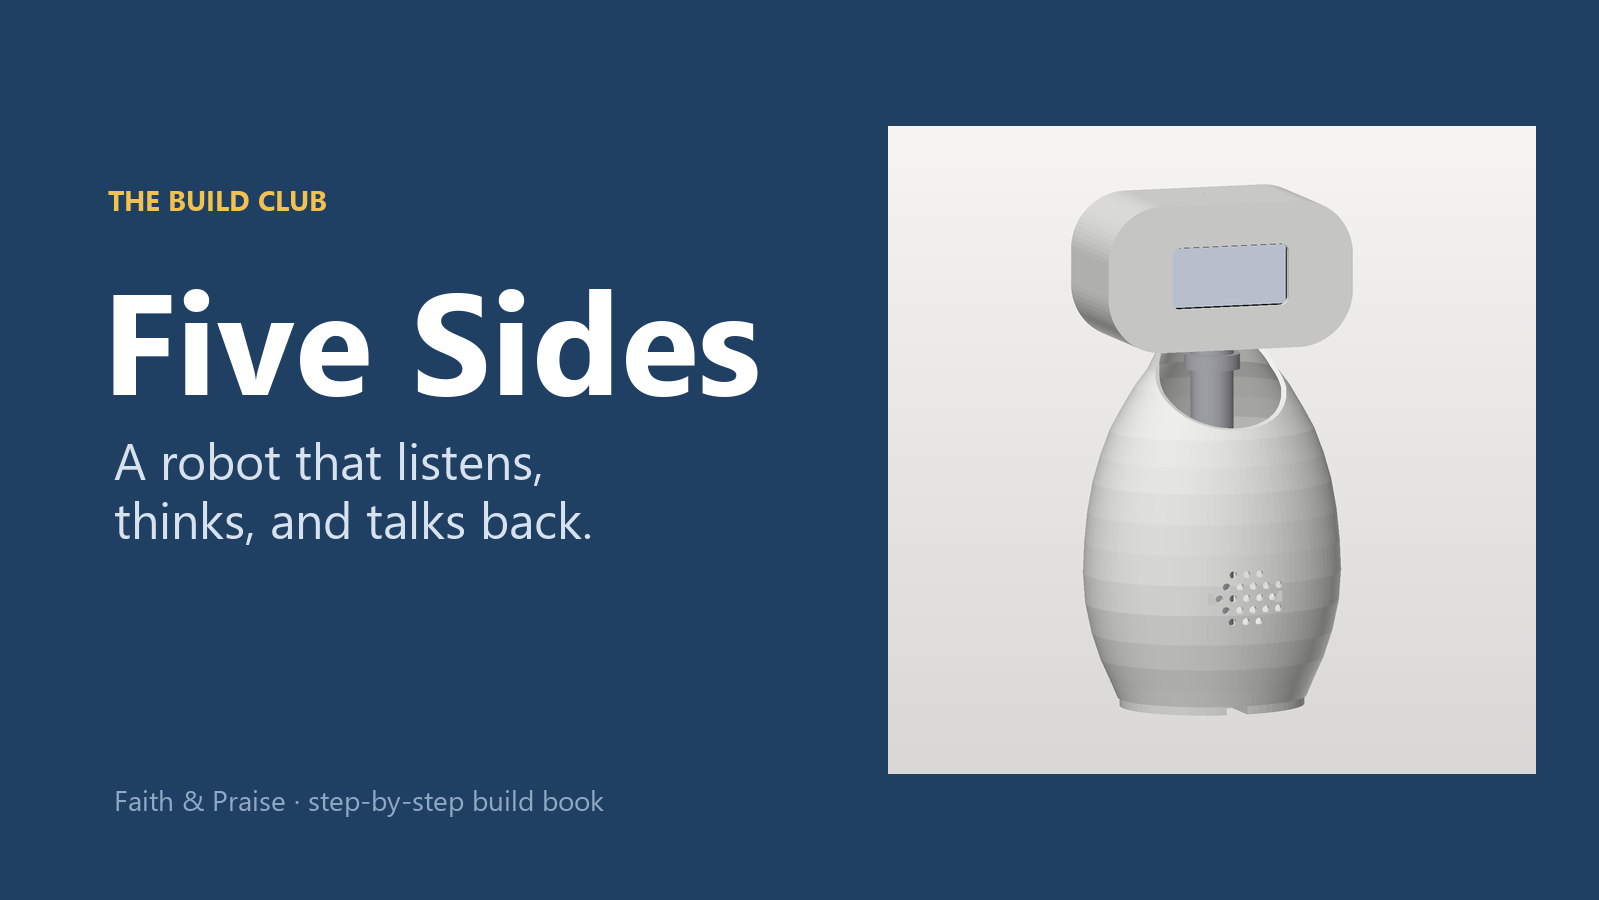 THE BUILD CLUB
Five Sides
A robot that listens,
thinks, and talks back.
Faith & Praise · step-by-step build book